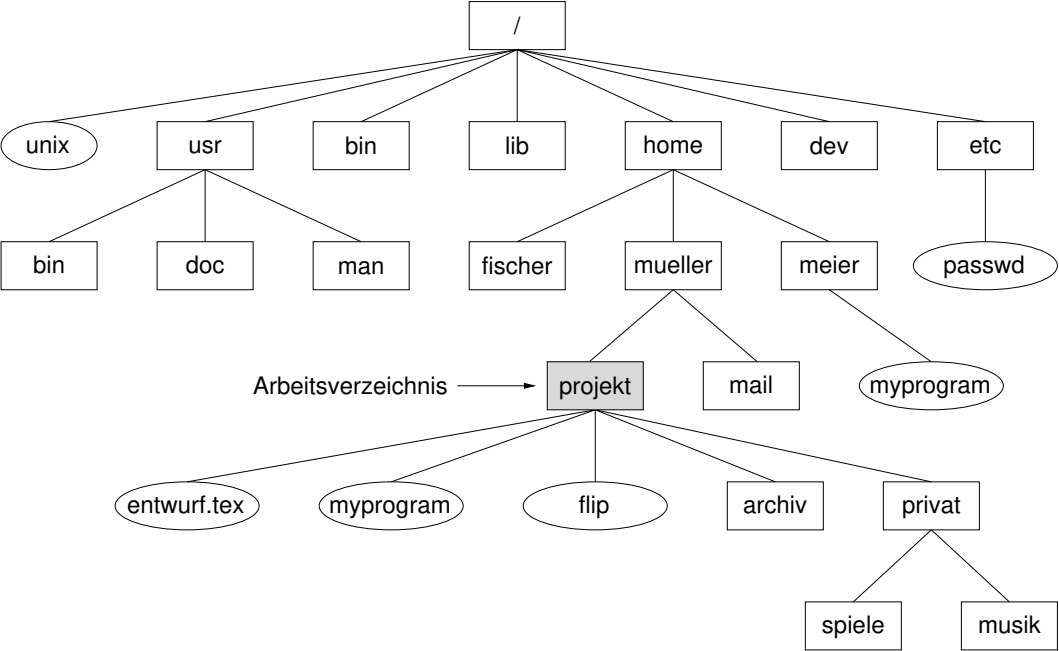 /
unix usr bin lib home dev etc
bin doc man fischer mueller meier passwd
Arbeitsverzeichnis projekt mail myprogram
entwurf.tex myprogram flip archiv privat
spiele musik